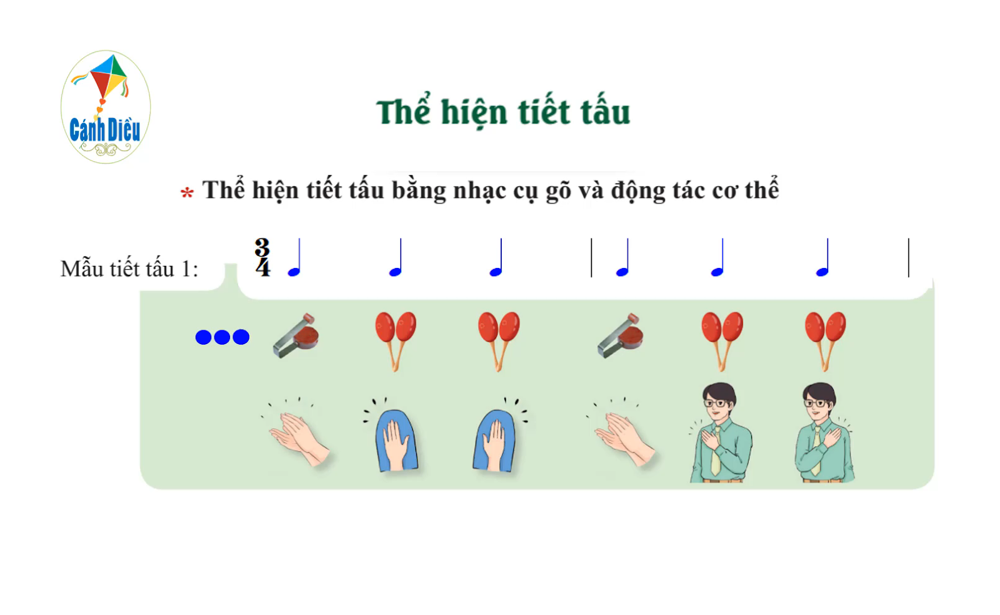 Cánh Diều
Thể hiện tiết tấu
* Thể hiện tiết tấu bằng nhạc cụ gõ và động tác cơ thể
Mẫu tiết tấu 1: 3/4